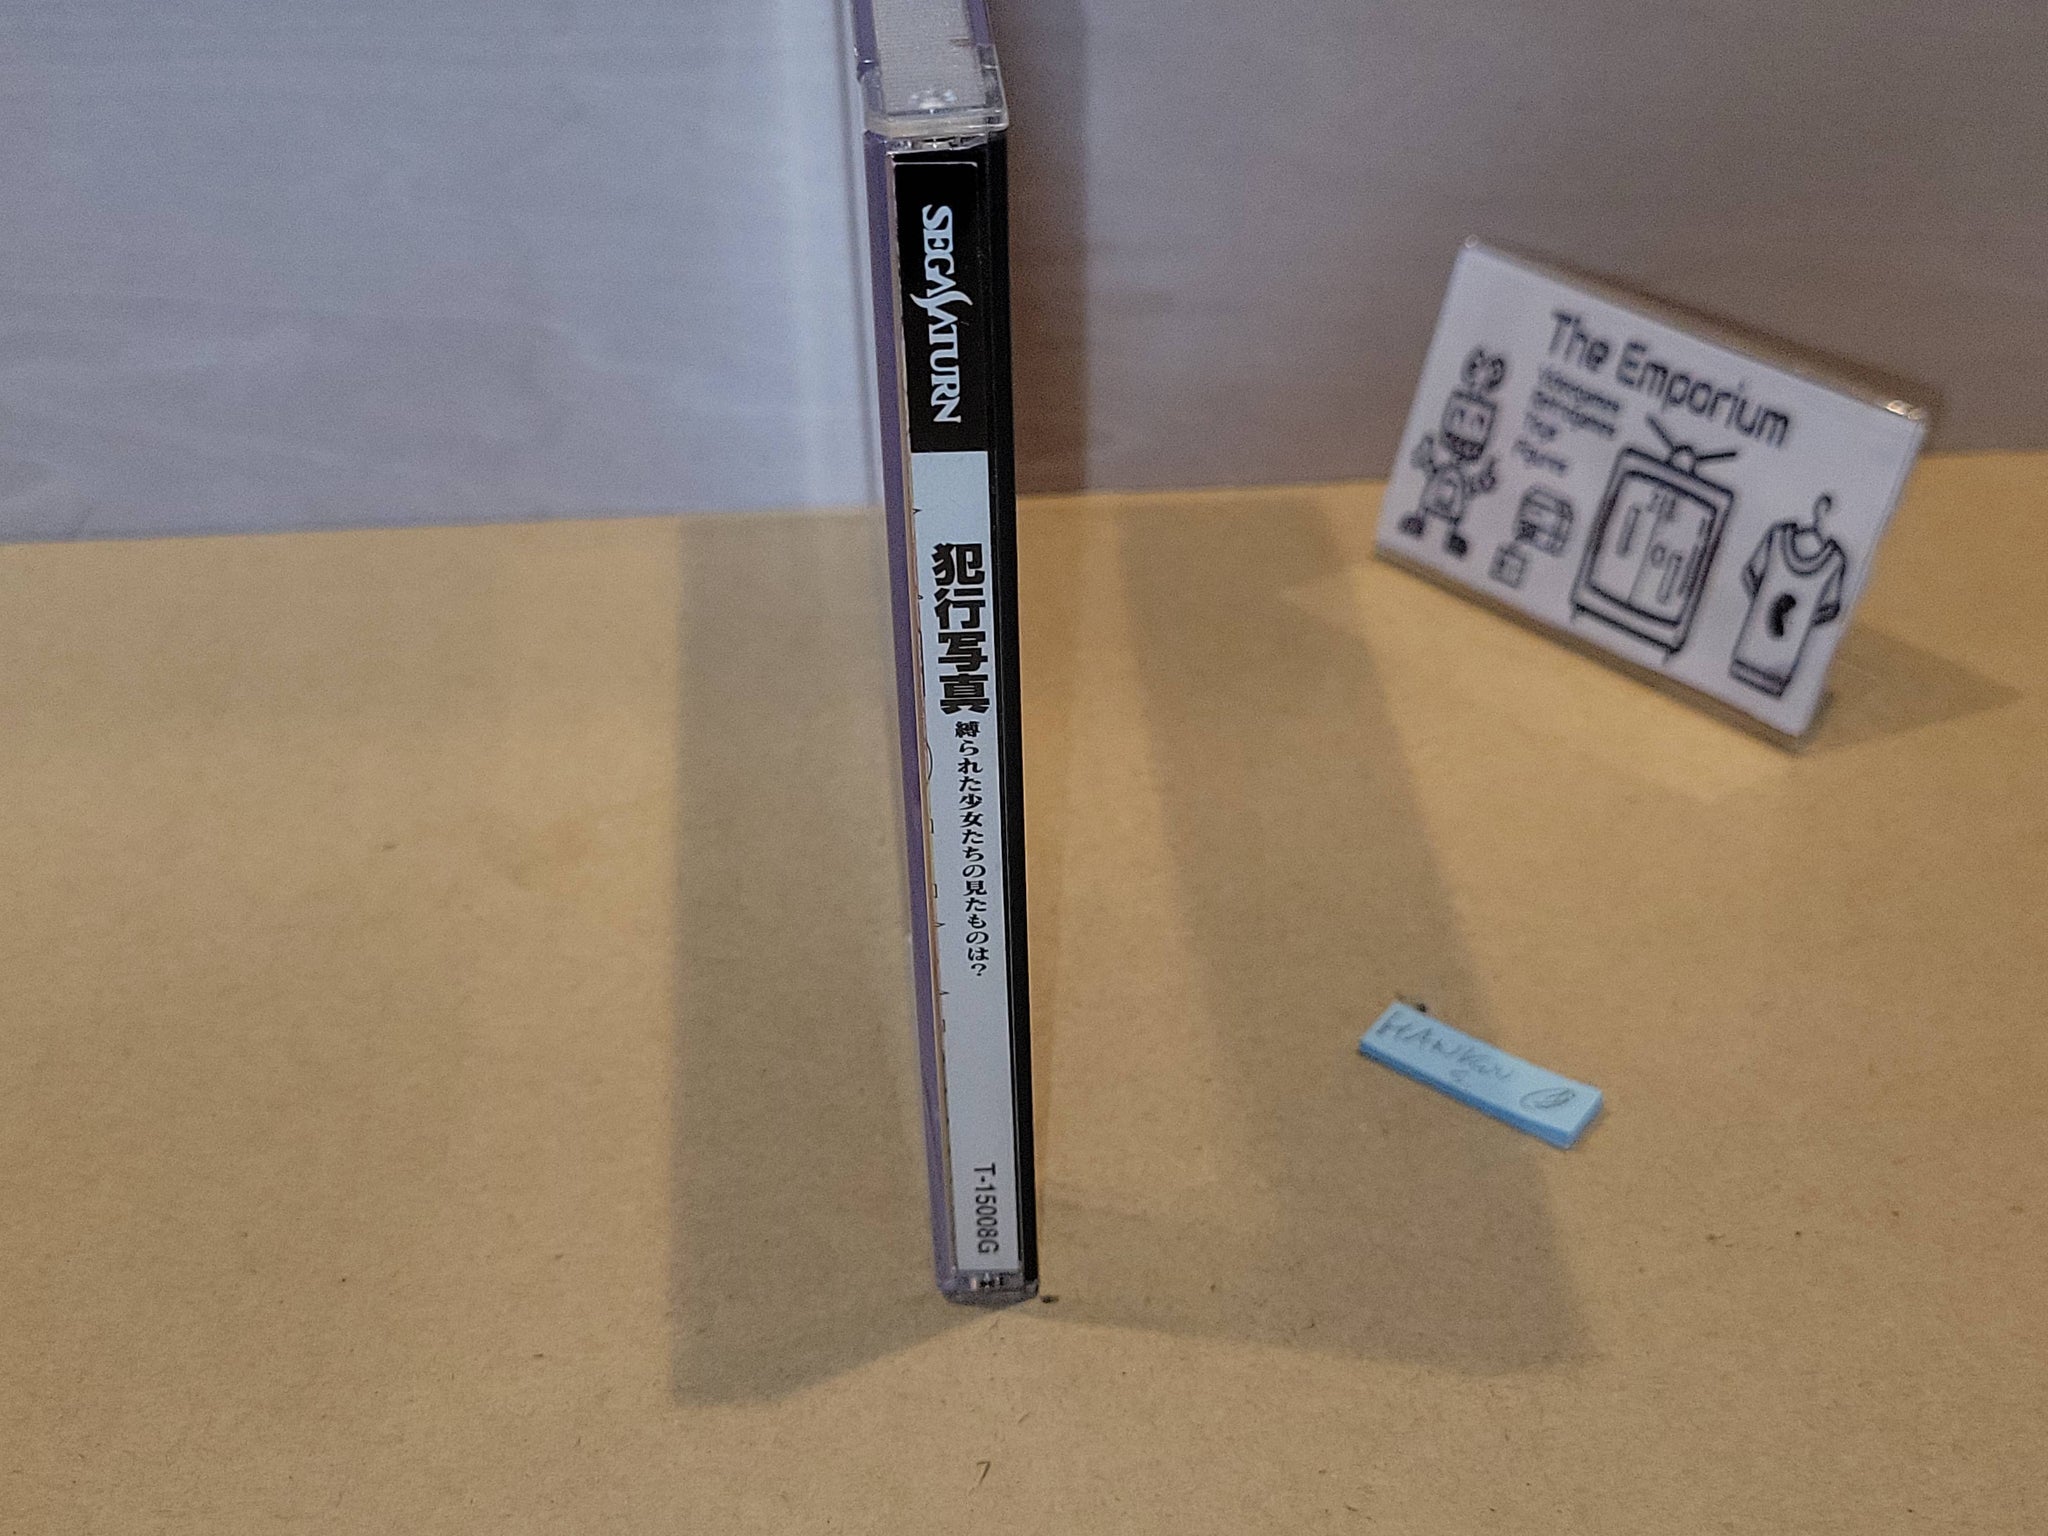 SEGA SATURN
犯行写真
縛られた少女たちの見たものは?
T-15008G
The Emporium